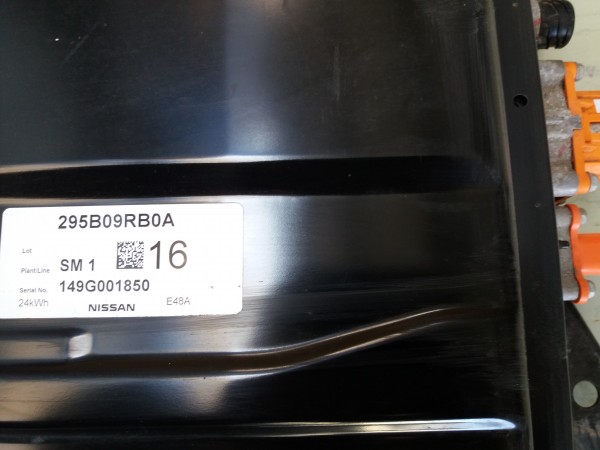 295B09RB0A
Lot
Plant/Line SM 1 16
Serial No. 149G001850
24kWh NISSAN E48A